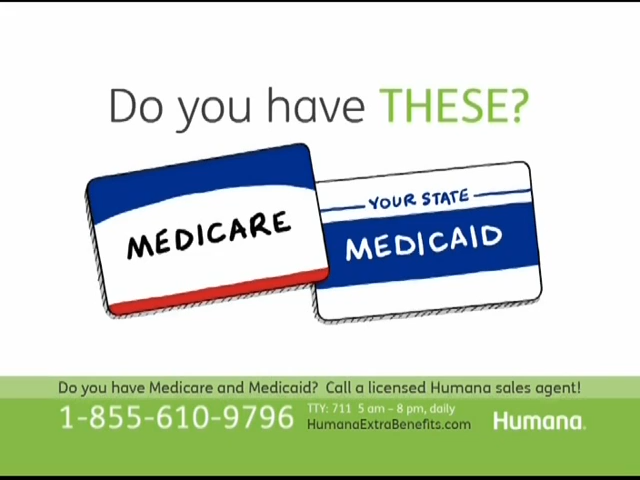 Do you have THESE?
MEDICARE
YOUR STATE
MEDICAID
Do you have Medicare and Medicaid? Call a licensed Humana sales agent!
1-855-610-9796
TTY: 711 5 am – 8 pm, daily
HumanaExtraBenefits.com
Humana.